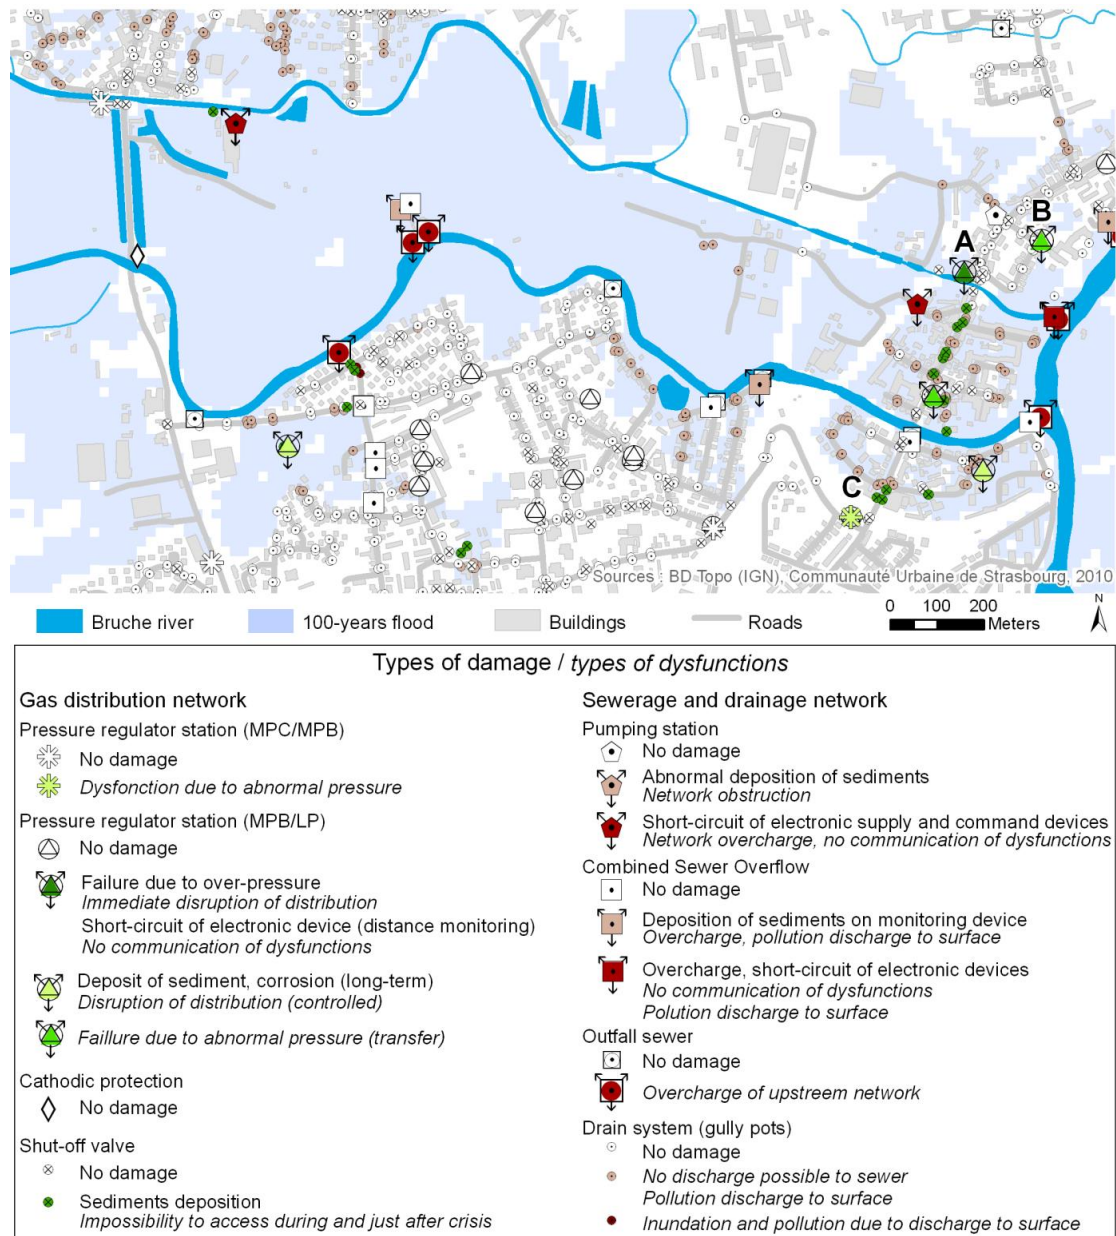 B
A
C
Sources : BD Topo (IGN), Communauté Urbaine de Strasbourg, 2010
Bruche river
100-years flood
Buildings
Roads
0 100 200
Meters
N
Types of damage / types of dysfunctions
Gas distribution network
Pressure regulator station (MPC/MPB)
No damage
Dysfonction due to abnormal pressure
Pressure regulator station (MPB/LP)
No damage
Failure due to over-pressure
Immediate disruption of distribution
Short-circuit of electronic device (distance monitoring)
No communication of dysfunctions
Deposit of sediment, corrosion (long-term)
Disruption of distribution (controlled)
Faillure due to abnormal pressure (transfer)
Cathodic protection
No damage
Shut-off valve
No damage
Sediments deposition
Impossibility to access during and just after crisis
Sewerage and drainage network
Pumping station
No damage
Abnormal deposition of sediments
Network obstruction
Short-circuit of electronic supply and command devices
Network overcharge, no communication of dysfunctions
Combined Sewer Overflow
No damage
Deposition of sediments on monitoring device
Overcharge, pollution discharge to surface
Overcharge, short-circuit of electronic devices
No communication of dysfunctions
Polution discharge to surface
Outfall sewer
No damage
Overcharge of upstreem network
Drain system (gully pots)
No damage
No discharge possible to sewer
Pollution discharge to surface
Inundation and pollution due to discharge to surface